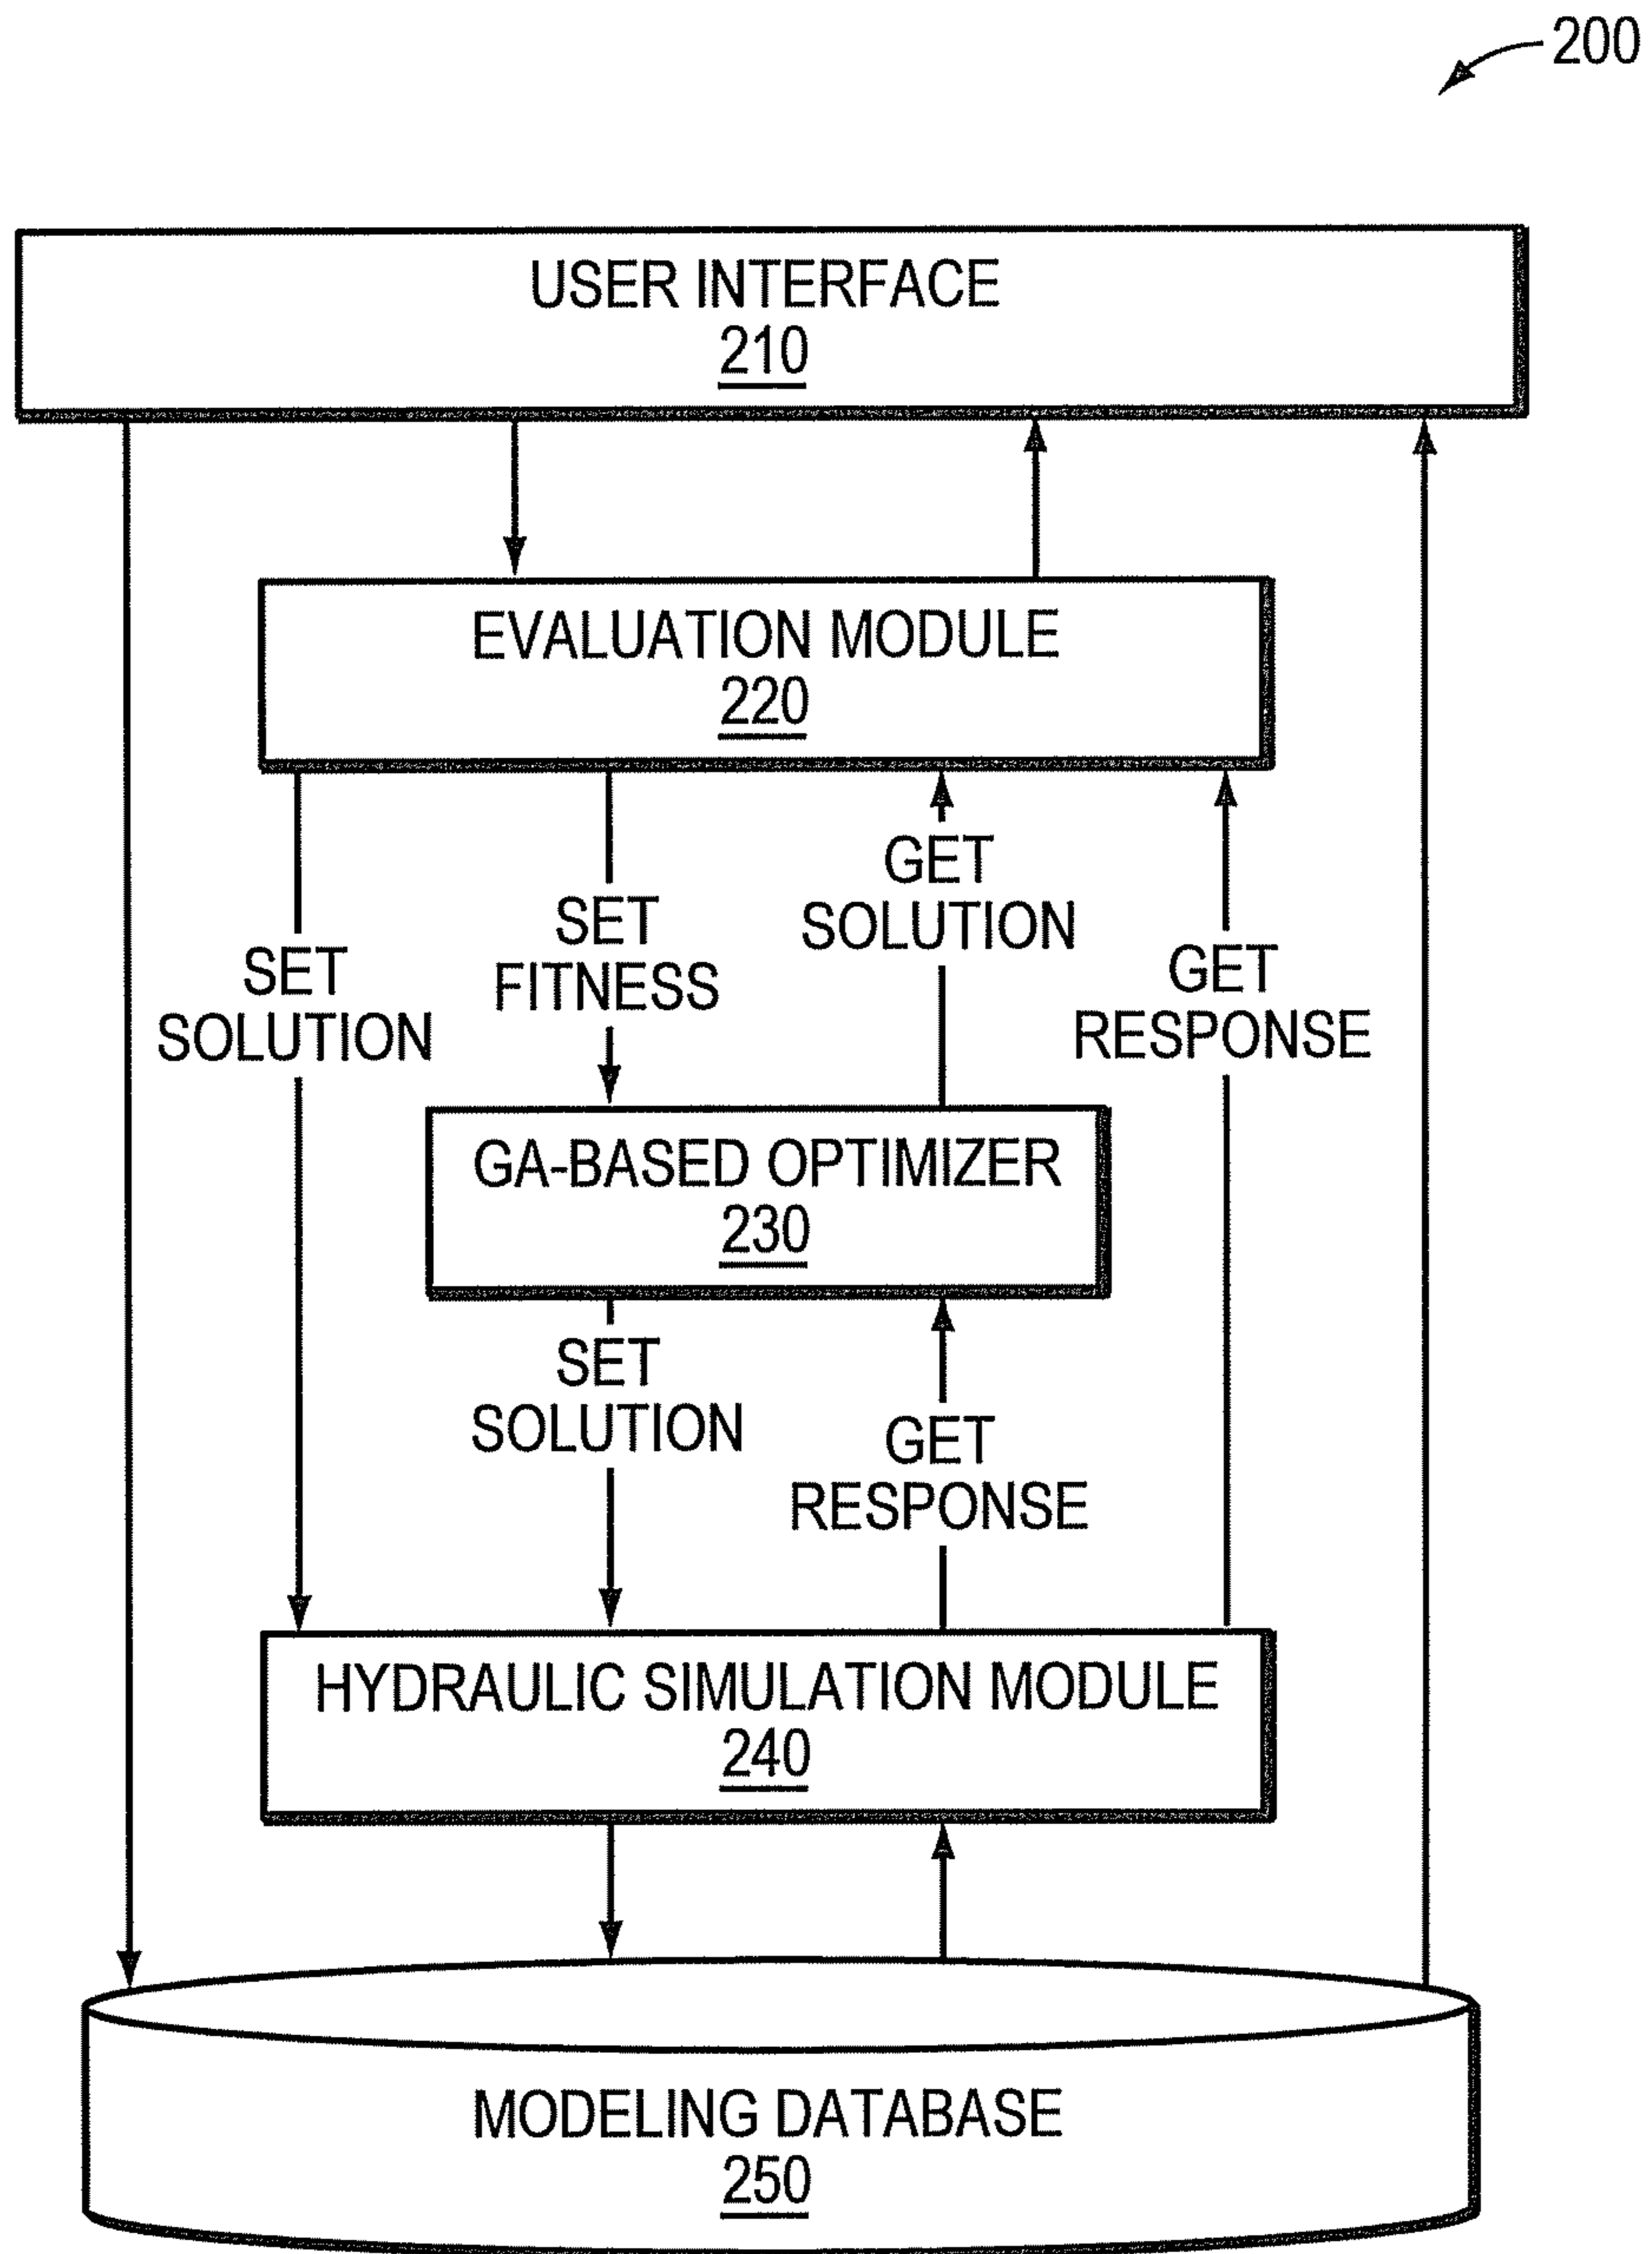 200
USER INTERFACE
210
EVALUATION MODULE
220
GET
SOLUTION
SET
FITNESS
SET
SOLUTION
GET
RESPONSE
GA-BASED OPTIMIZER
230
SET
SOLUTION
GET
RESPONSE
HYDRAULIC SIMULATION MODULE
240
MODELING DATABASE
250